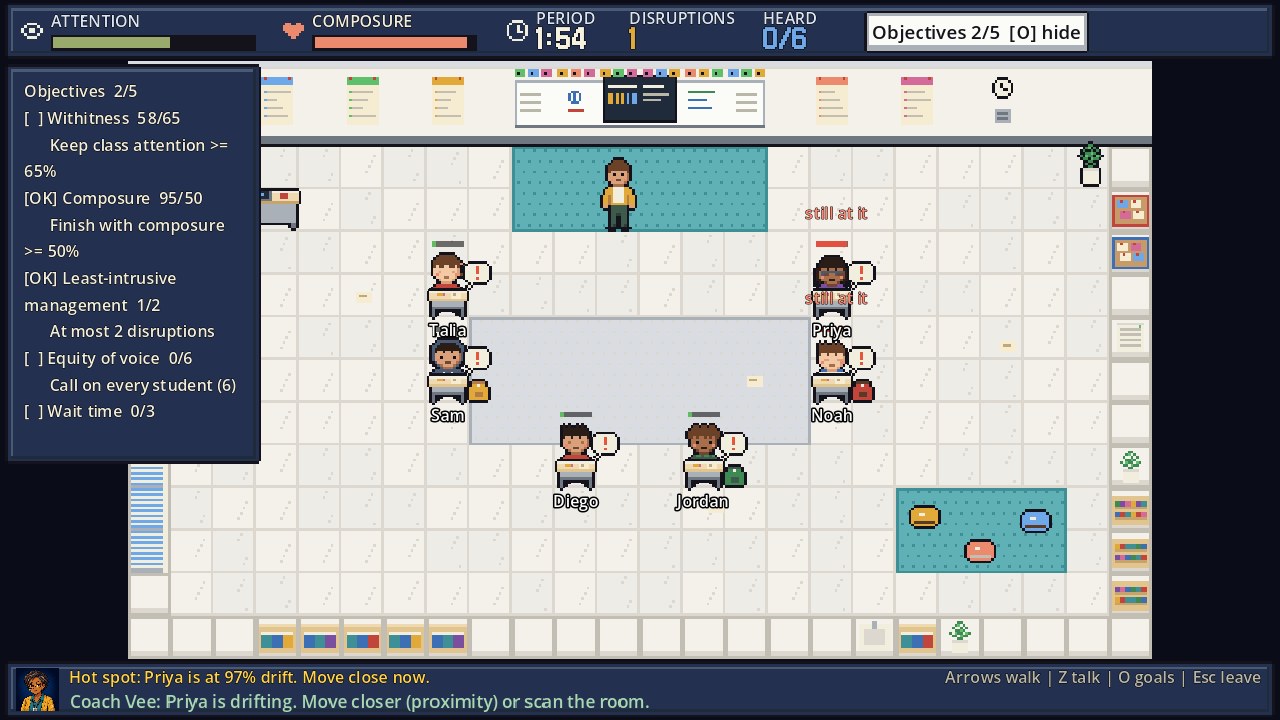 ATTENTION
COMPOSURE
PERIOD
1:54
DISRUPTIONS
1
HEARD
0/6
Objectives 2/5 [O] hide
Objectives 2/5
[ ] Withitness 58/65
Keep class attention >=
65%
[OK] Composure 95/50
Finish with composure
>= 50%
[OK] Least-intrusive
management 1/2
At most 2 disruptions
[ ] Equity of voice 0/6
Call on every student (6)
[ ] Wait time 0/3
still at it
!
!
still at it
Talia
Priya
!
!
Sam
Noah
!
!
Diego
Jordan
Hot spot: Priya is at 97% drift. Move close now.
Arrows walk | Z talk | O goals | Esc leave
Coach Vee: Priya is drifting. Move closer (proximity) or scan the room.